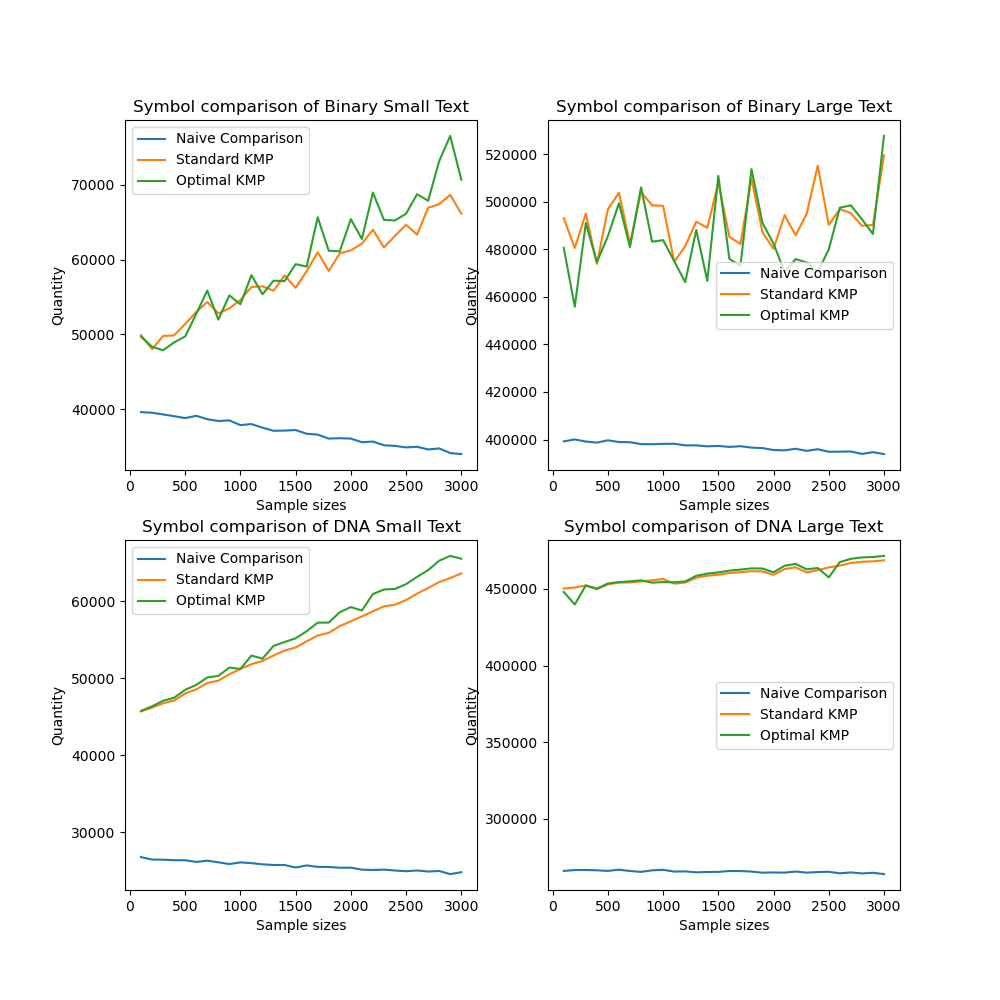 Symbol comparison of Binary Small Text
Naive Comparison
Standard KMP
Optimal KMP
Quantity
70000
60000
50000
40000
0 500 1000 1500 2000 2500 3000
Sample sizes
Symbol comparison of Binary Large Text
Naive Comparison
Standard KMP
Optimal KMP
Quantity
520000
500000
480000
460000
440000
420000
400000
0 500 1000 1500 2000 2500 3000
Sample sizes
Symbol comparison of DNA Small Text
Naive Comparison
Standard KMP
Optimal KMP
Quantity
60000
50000
40000
30000
0 500 1000 1500 2000 2500 3000
Sample sizes
Symbol comparison of DNA Large Text
Naive Comparison
Standard KMP
Optimal KMP
Quantity
450000
400000
350000
300000
0 500 1000 1500 2000 2500 3000
Sample sizes